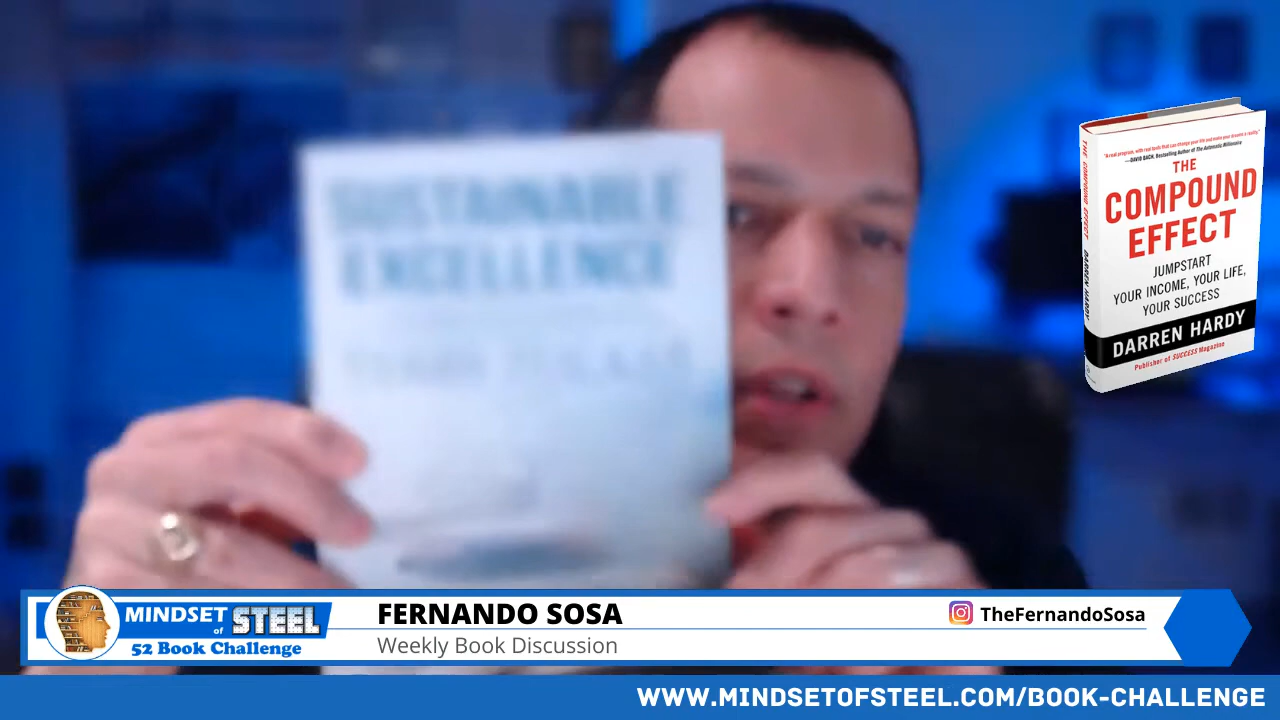 SUSTAINABLE
EXCELLENCE
"A real program, with real tools that can change your life and make your dreams a reality."
—DAVID BACH, Bestselling Author of The Automatic Millionaire
THE
COMPOUND
EFFECT
JUMPSTART
YOUR INCOME, YOUR LIFE,
YOUR SUCCESS
DARREN HARDY
Publisher of SUCCESS Magazine
THE COMPOUND EFFECT DARREN HARDY
MINDSET
of STEEL
52 Book Challenge
FERNANDO SOSA
Weekly Book Discussion
TheFernandoSosa
WWW.MINDSETOFSTEEL.COM/BOOK-CHALLENGE